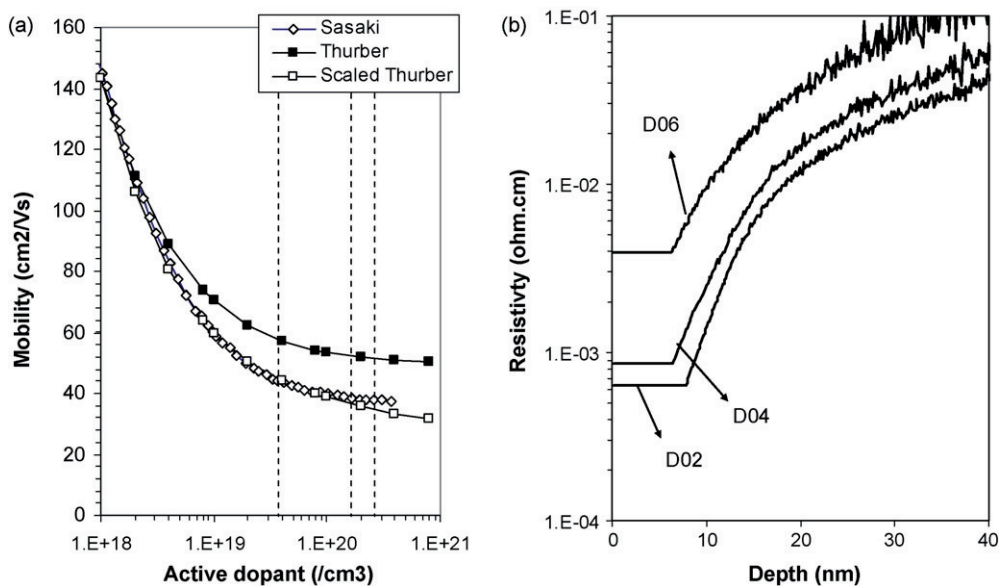 (a)
160
140
120
100
80
60
40
20
0
Mobility (cm2/Vs)
Sasaki
Thurber
Scaled Thurber
1.E+18
1.E+19
1.E+20
1.E+21
Active dopant (/cm3)
(b)
1.E-01
1.E-02
1.E-03
1.E-04
Resistivty (ohm.cm)
D06
D04
D02
0
10
20
30
40
Depth (nm)